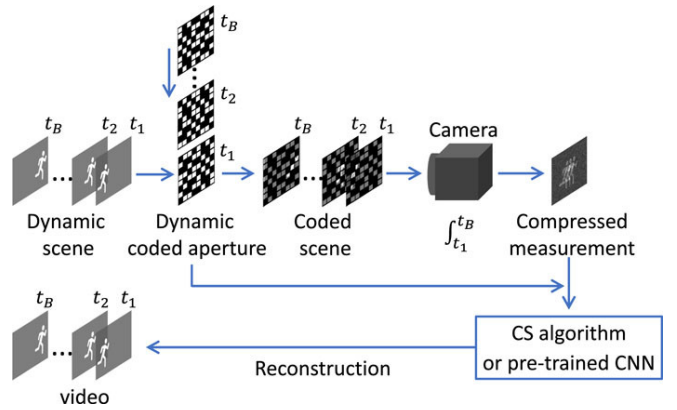 t_B
t_2
t_1
t_B t_2 t_1
...
Dynamic
scene
Dynamic
coded aperture
t_B t_2 t_1
...
Coded
scene
Camera
∫_{t_1}^{t_B}
Compressed
measurement
CS algorithm
or pre-trained CNN
Reconstruction
t_B t_2 t_1
...
video